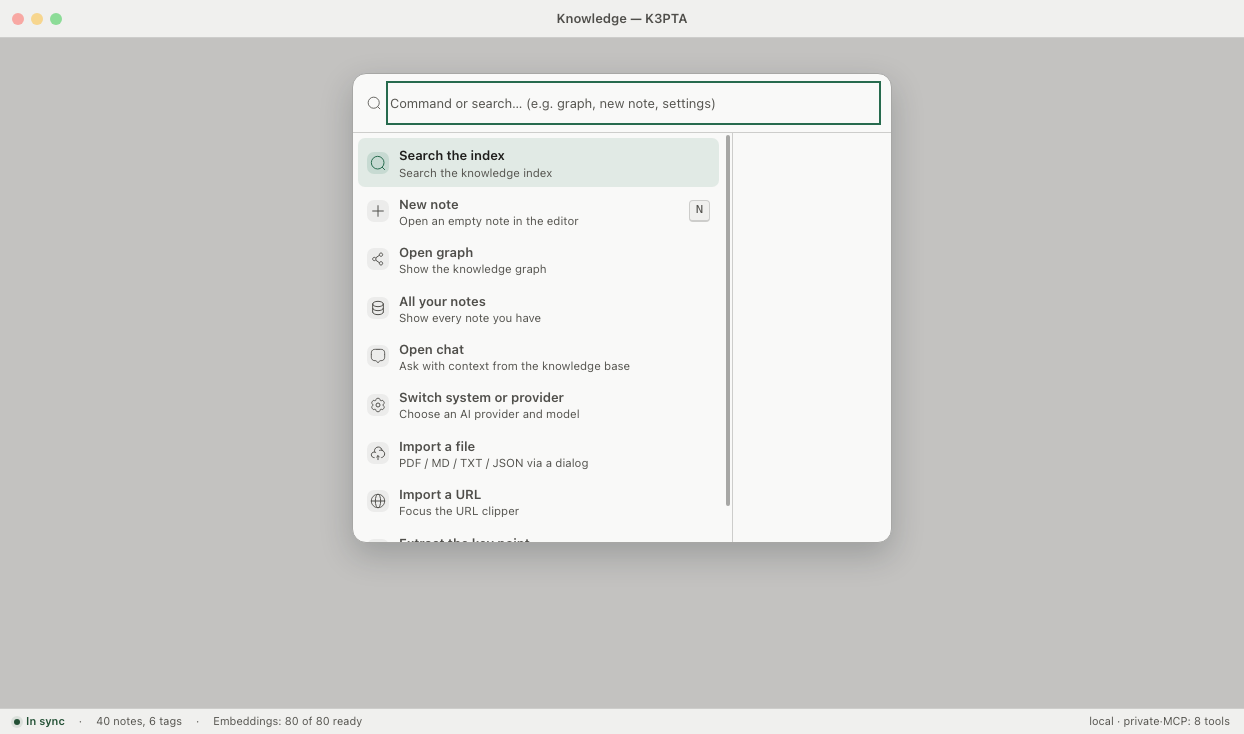 Knowledge — K3PTA
Command or search... (e.g. graph, new note, settings)
Search the index
Search the knowledge index
New note
N
Open an empty note in the editor
Open graph
Show the knowledge graph
All your notes
Show every note you have
Open chat
Ask with context from the knowledge base
Switch system or provider
Choose an AI provider and model
Import a file
PDF / MD / TXT / JSON via a dialog
Import a URL
Focus the URL clipper
Extract the key point
In sync · 40 notes, 6 tags · Embeddings: 80 of 80 ready
local · private·MCP: 8 tools